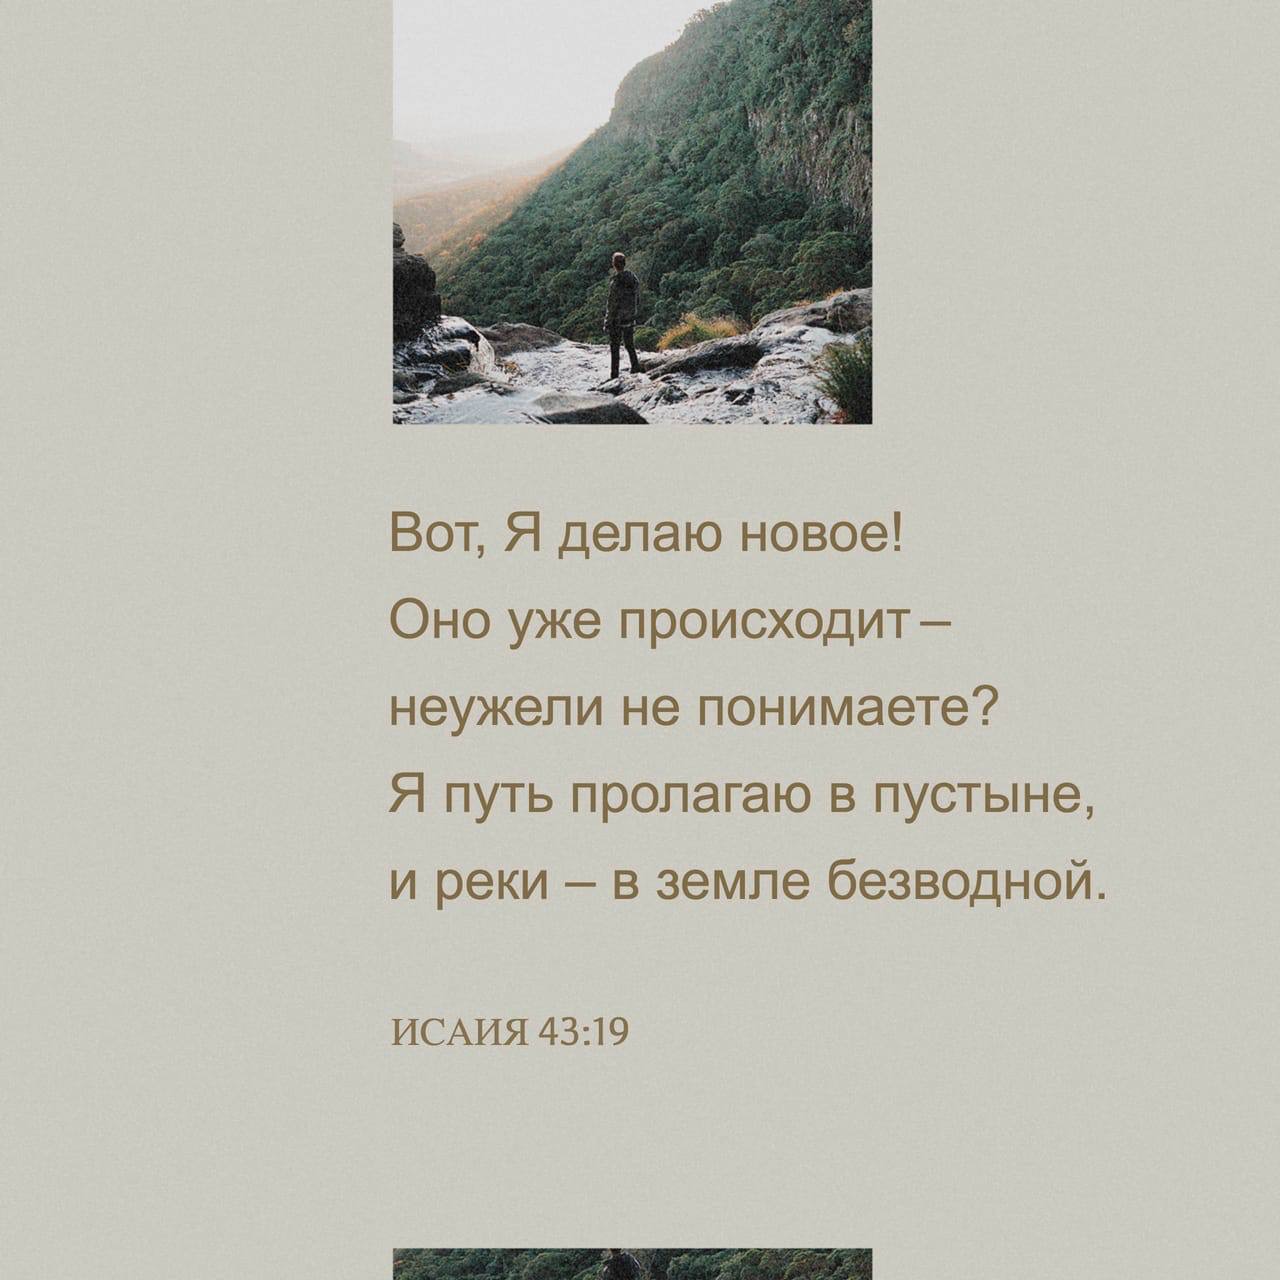 Вот, Я делаю новое!
Оно уже происходит –
неужели не понимаете?
Я путь пролагаю в пустыне,
и реки – в земле безводной.
ИСАИЯ 43:19